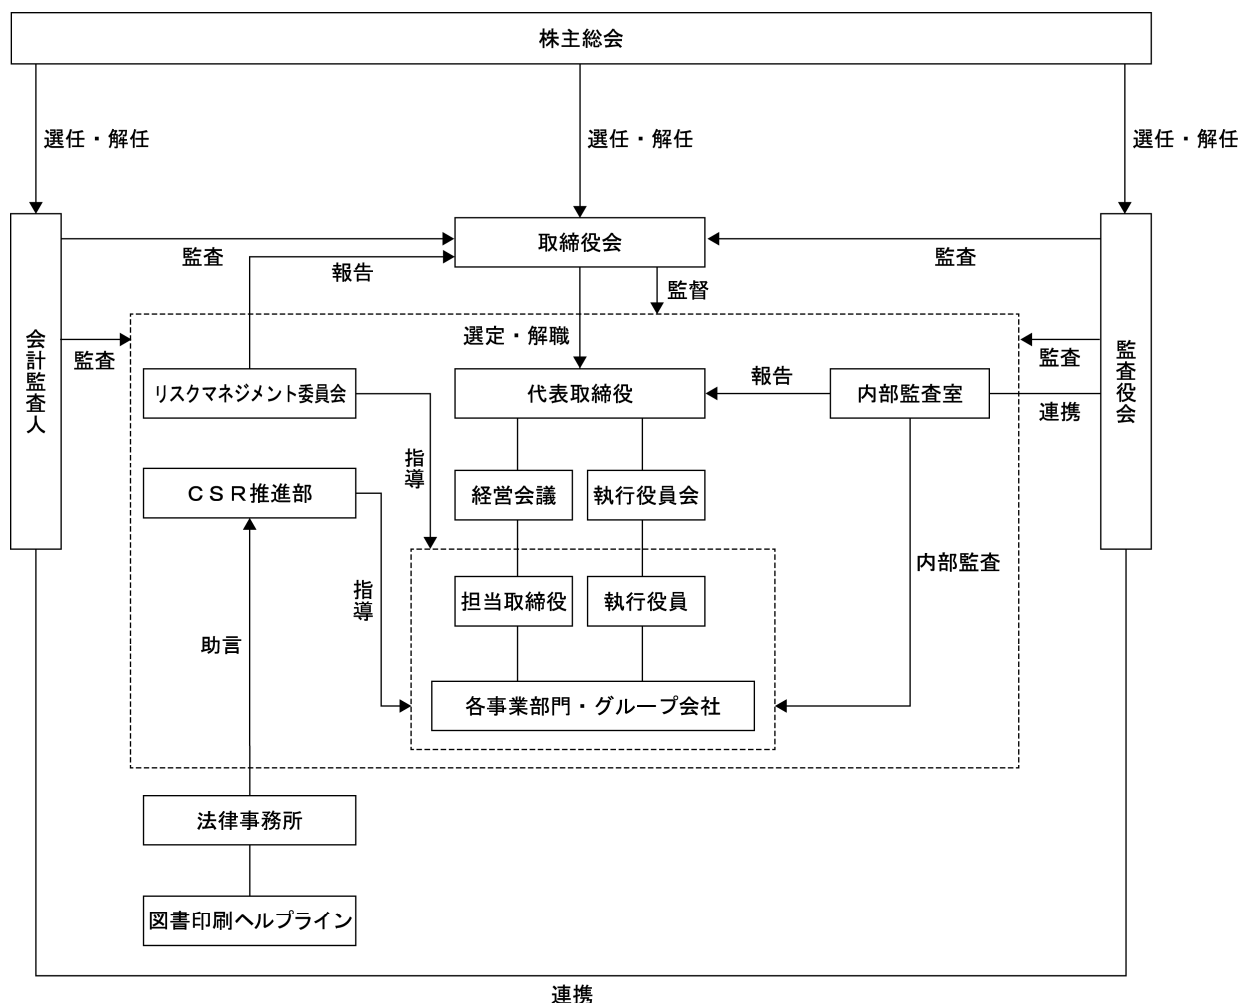 株主総会
選任・解任
選任・解任
選任・解任
取締役会
監査
報告
監査
監督
会計監査人
監査
選定・解職
監査
監査役会
リスクマネジメント委員会
代表取締役
報告
内部監査室
連携
指導
CSR推進部
経営会議
執行役員会
指導
担当取締役
執行役員
内部監査
助言
各事業部門・グループ会社
法律事務所
図書印刷ヘルプライン
連携